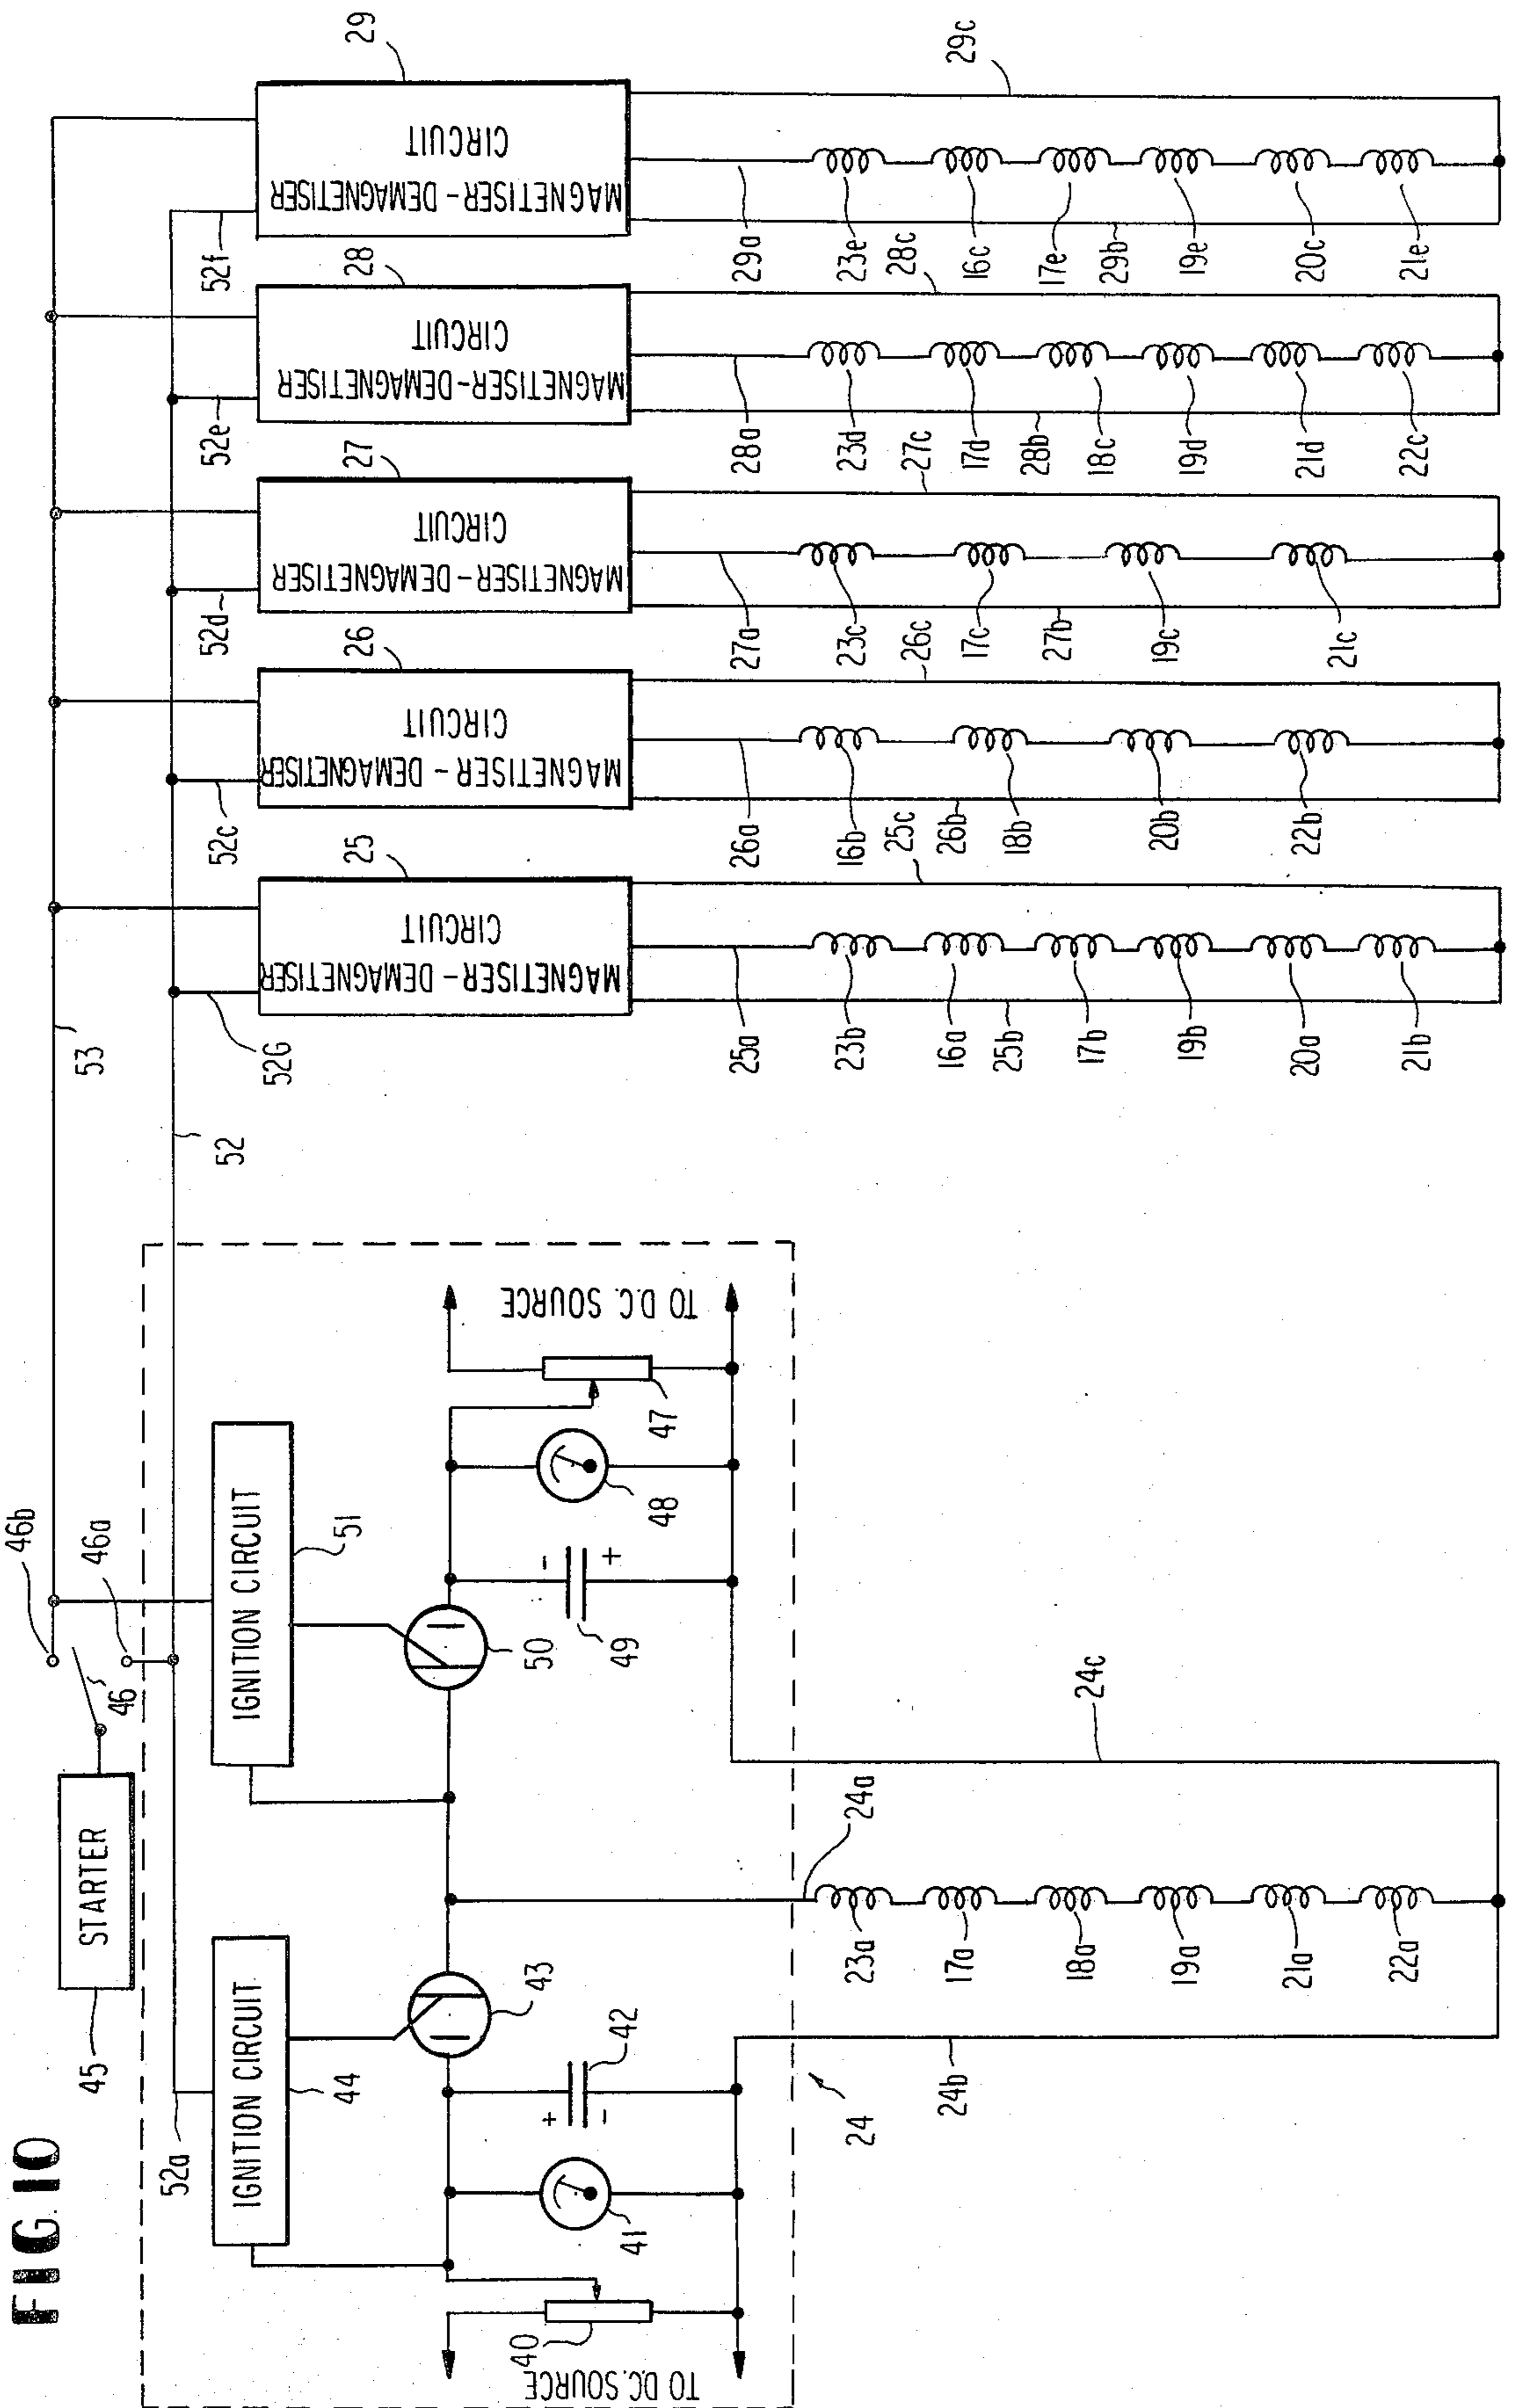 FIG.10
45
STARTER
46
46b
46a
53
52
52a
52G
52c
52d
52e
52f
IGNITION CIRCUIT
44
IGNITION CIRCUIT
51
43
50
TO D.C. SOURCE
40
41
+
-
42
-
+
49
48
47
TO D.C. SOURCE
24
24a
24b
24c
23a
17a
18a
19a
21a
22a
MAGNETISER-DEMAGNETISER
CIRCUIT
25
25a
25b
25c
23b
16a
17b
19b
20a
21b
MAGNETISER-DEMAGNETISER
CIRCUIT
26
26a
26b
26c
16b
18b
20b
22b
MAGNETISER-DEMAGNETISER
CIRCUIT
27
27a
27b
27c
23c
17c
19c
21c
MAGNETISER-DEMAGNETISER
CIRCUIT
28
28a
28b
28c
23d
17d
18c
19d
21d
22c
MAGNETISER-DEMAGNETISER
CIRCUIT
29
29a
29b
29c
23e
16c
17e
19e
20c
21e